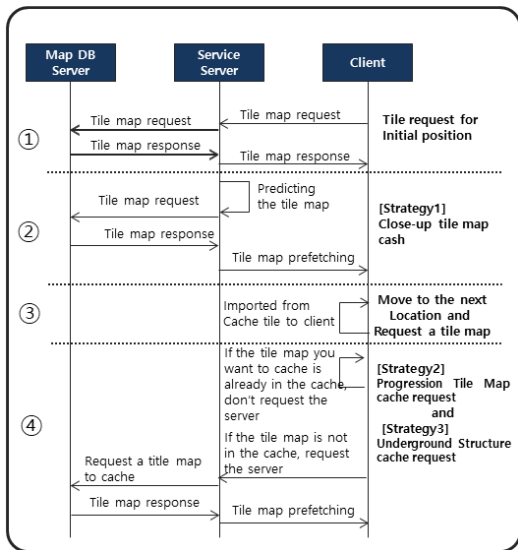 Map DB
Server
Service
Server
Client
①
Tile map request
Tile map request
Tile map response
Tile map response
Tile request for
Initial position
②
Predicting
the tile map
Tile map request
Tile map response
Tile map prefetching
[Strategy1]
Close-up tile map
cash
③
Imported from
Cache tile to client
Move to the next
Location and
Request a tile map
④
If the tile map you
want to cache is
already in the cache,
don't request the
server
[Strategy2]
Progression Tile Map
cache request
and
[Strategy3]
Underground Structure
cache request
If the tile map is not
in the cache, request
the server
Request a title map
to cache
Tile map response
Tile map prefetching